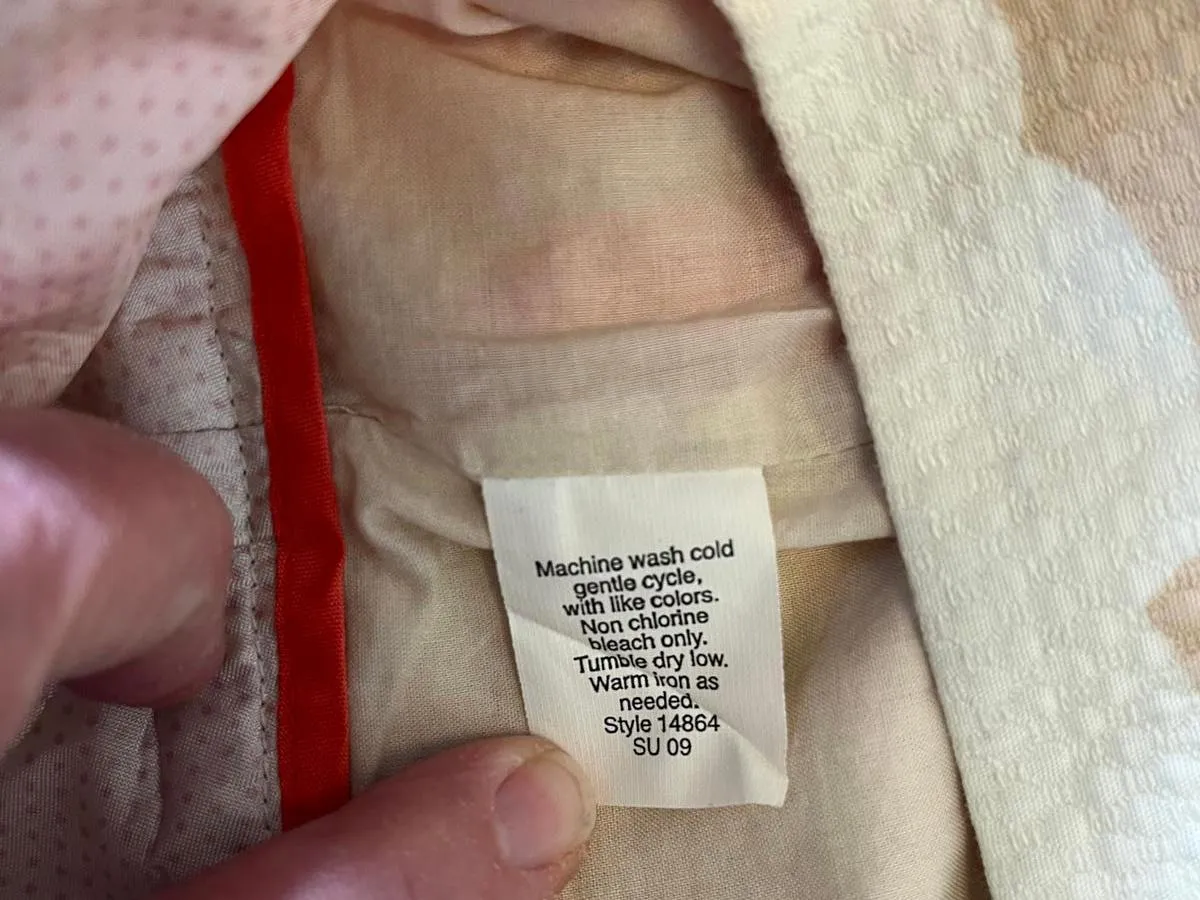 Machine wash cold
gentle cycle,
with like colors.
Non chlorine
bleach only.
Tumble dry low.
Warm iron as
needed.
Style 14864
SU 09